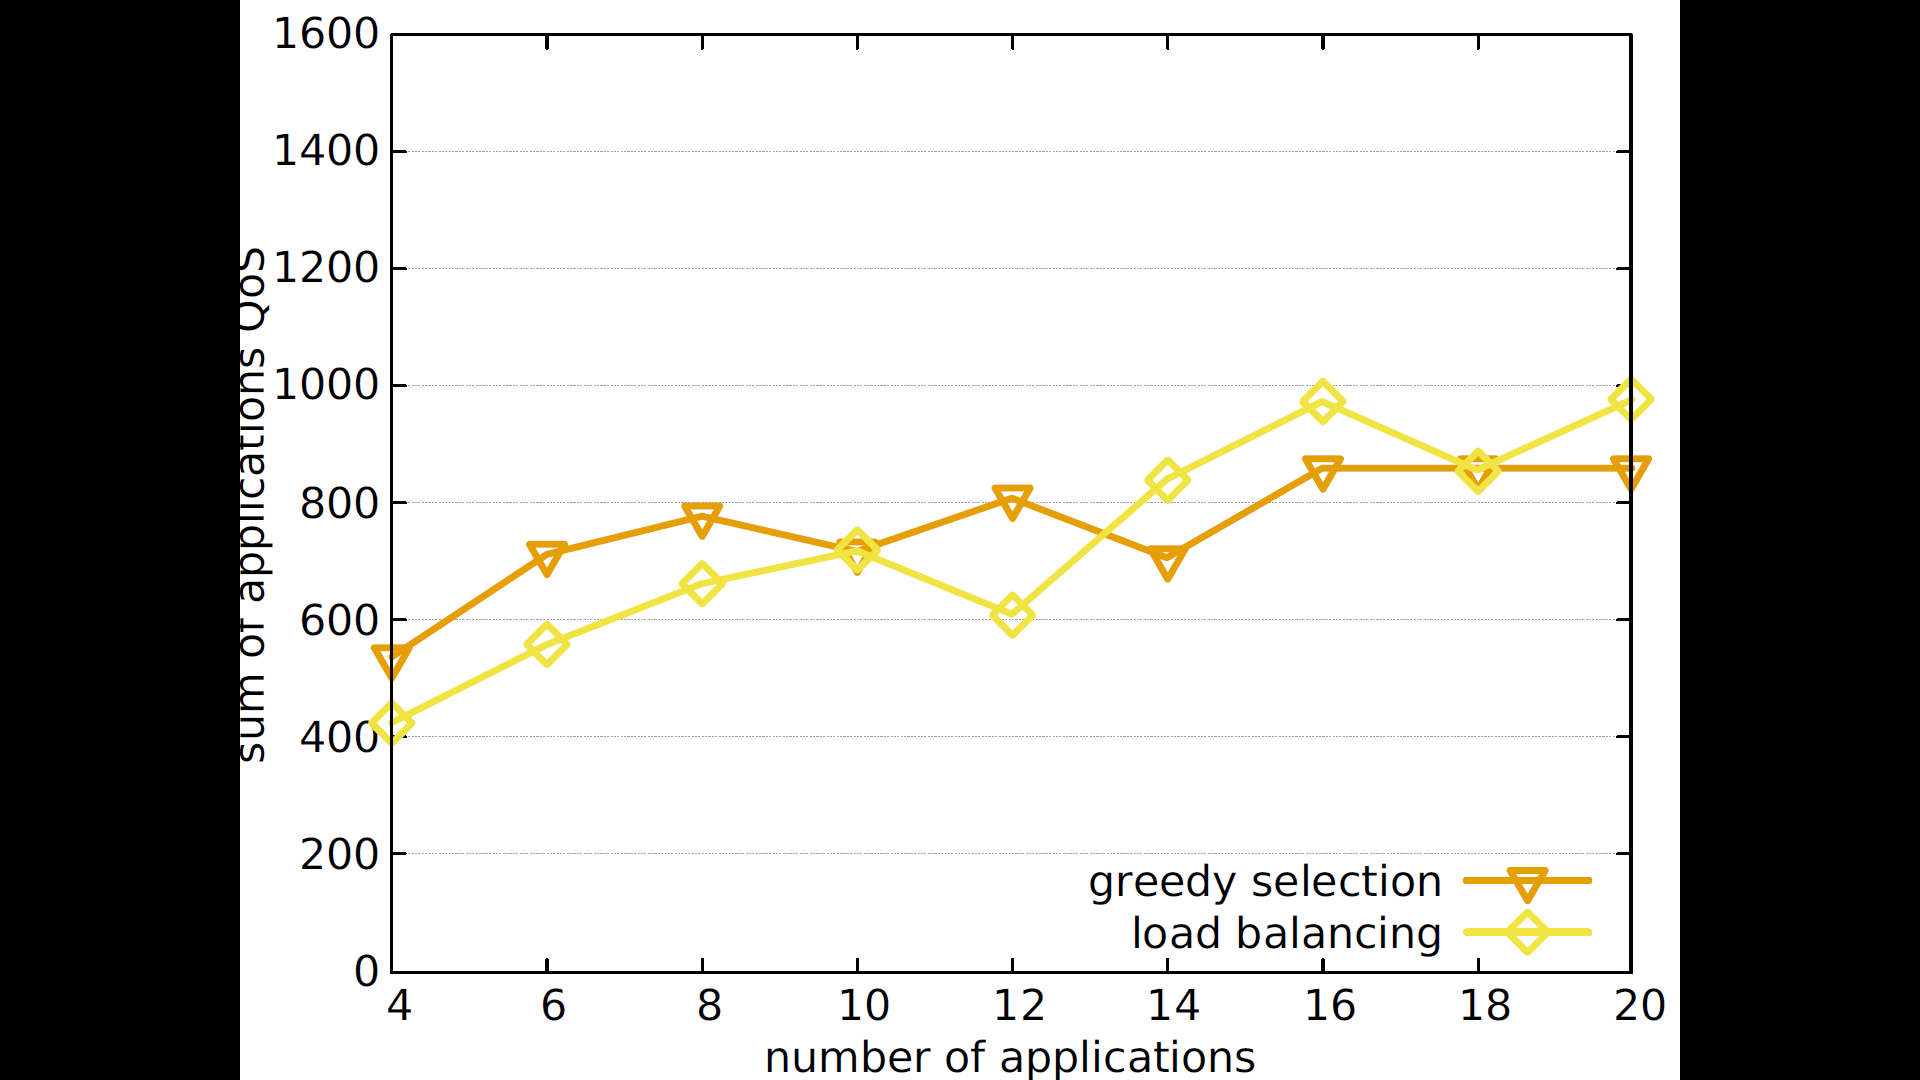 1600
1400
1200
1000
800
600
400
200
0
sum of applications QoS
greedy selection
load balancing
4 6 8 10 12 14 16 18 20
number of applications